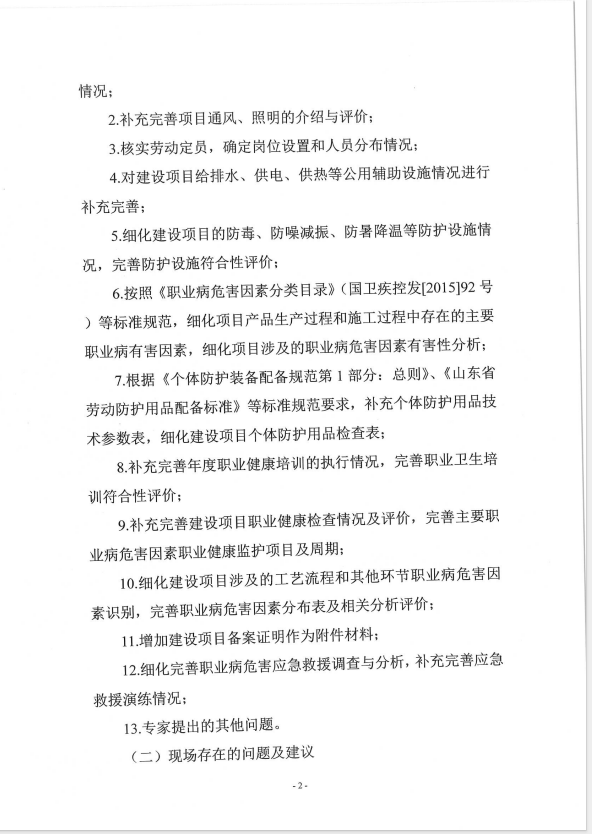 情况；
2.补充完善项目通风、照明的介绍与评价；
3.核实劳动定员，确定岗位设置和人员分布情况；
4.对建设项目给排水、供电、供热等公用辅助设施情况进行
补充完善；
5.细化建设项目的防毒、防噪减振、防暑降温等防护设施情
况，完善防护设施符合性评价；
6.按照《职业病危害因素分类目录》（国卫疾控发[2015]92 号
）等标准规范，细化项目产品生产过程和施工过程中存在的主要
职业病有害因素，细化项目涉及的职业病危害因素有害性分析；
7.根据《个体防护装备配备规范第 1 部分：总则》、《山东省
劳动防护用品配备标准》等标准规范要求，补充个体防护用品技
术参数表，细化建设项目个体防护用品检查表；
8.补充完善年度职业健康培训的执行情况，完善职业卫生培
训符合性评价；
9.补充完善建设项目职业健康检查情况及评价，完善主要职
业病危害因素职业健康监护项目及周期；
10.细化建设项目涉及的工艺流程和其他环节职业病危害因
素识别，完善职业病危害因素分布表及相关分析评价；
11.增加建设项目备案证明作为附件材料；
12.细化完善职业病危害应急救援调查与分析，补充完善应急
救援演练情况；
13.专家提出的其他问题。
（二）现场存在的问题及建议
- 2 -